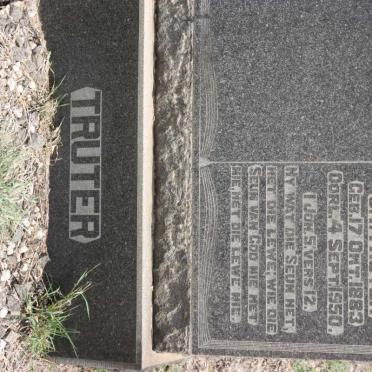 GEB. 17 OKT. 1883
OORL. 4 SEPT. 1950.
I JOH. 5 VERS 12
HY WAT DIE SEUN HET,
HET DIE LEWE; WIE DIE
SEUN VAN GOD NIE HET
NIE, HET DIE LEWE NIE.
TRUTER